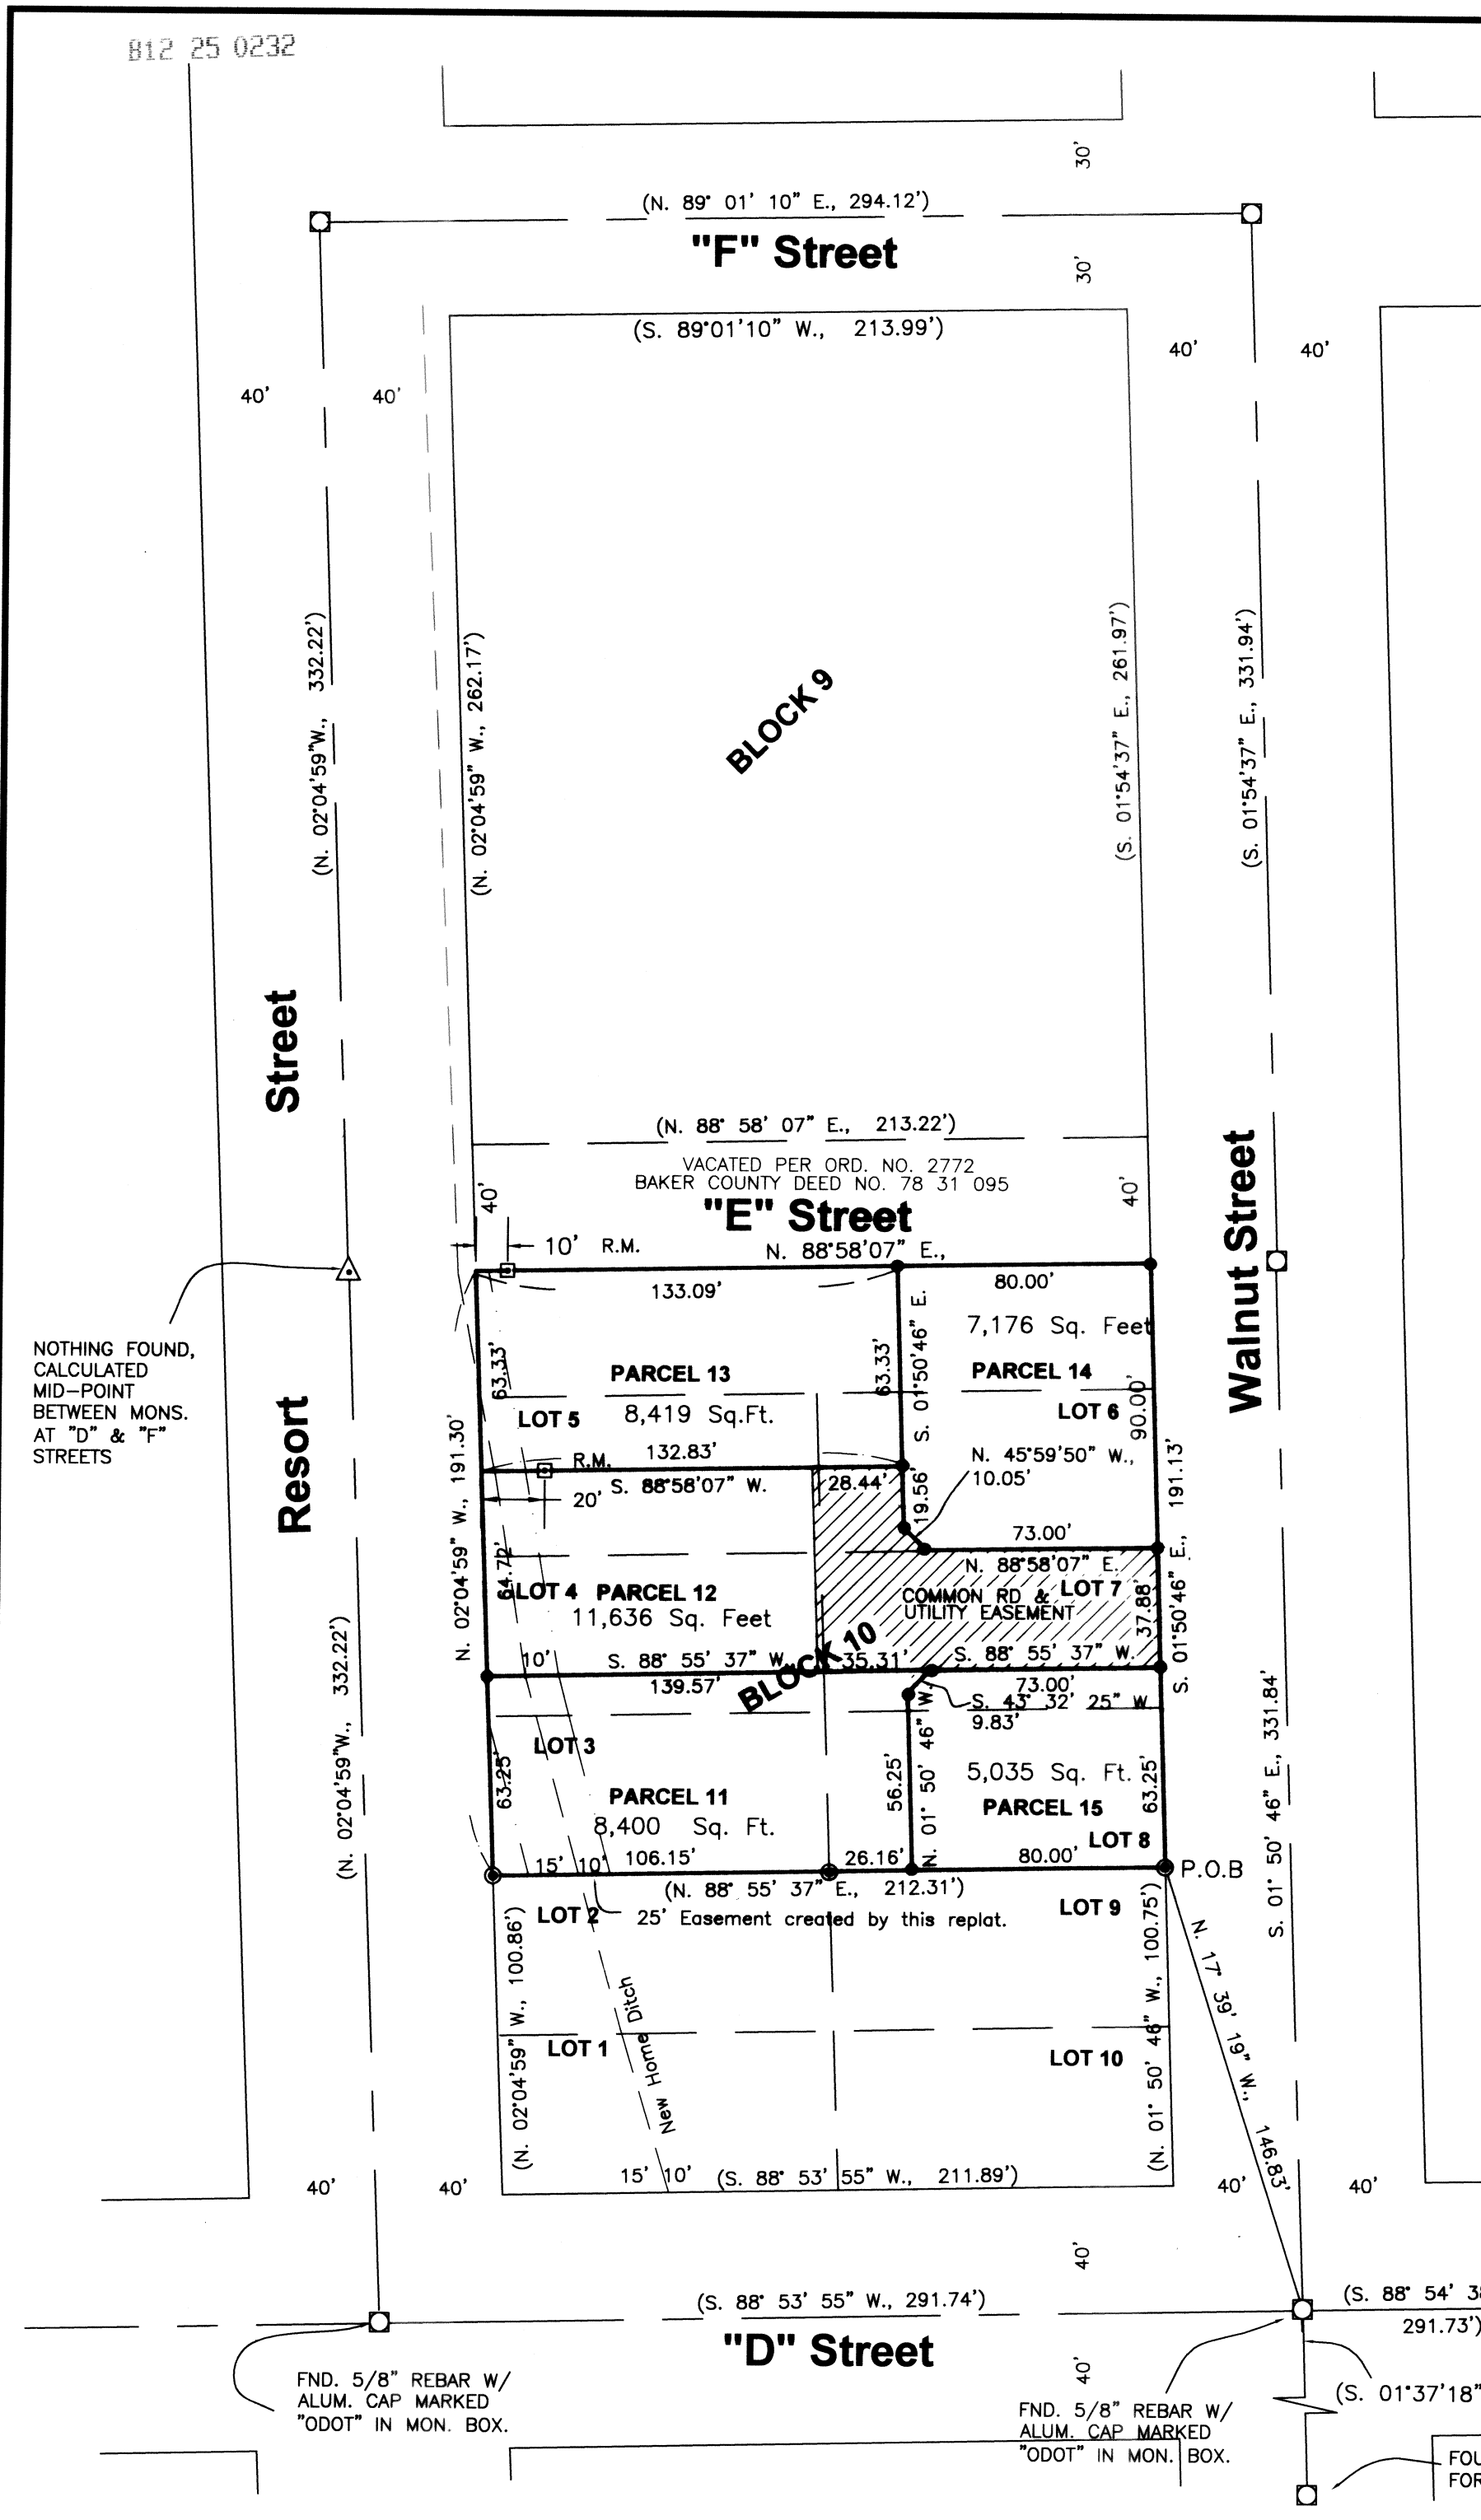 B12 25 0232
30'
(N. 89° 01' 10" E., 294.12')
"F" Street
30'
(S. 89°01'10" W., 213.99')
40'
40'
40'
40'
(N. 02°04'59"W., 332.22')
(N. 02°04'59" W., 262.17')
BLOCK 9
(S. 01°54'37" E., 261.97')
(S. 01°54'37" E., 331.94')
Resort Street
Walnut Street
(N. 88° 58' 07" E., 213.22')
VACATED PER ORD. NO. 2772
BAKER COUNTY DEED NO. 78 31 095
40'
"E" Street
40'
10' R.M.
N. 88°58'07" E.,
133.09'
80.00'
NOTHING FOUND,
CALCULATED
MID-POINT
BETWEEN MONS.
AT "D" & "F"
STREETS
63.33'
PARCEL 13
LOT 5
8,419 Sq.Ft.
63.33'
S. 01°50'46" E.
7,176 Sq. Feet
PARCEL 14
LOT 6
90.00'
N. 45°59'50" W.,
10.05'
R.M.
132.83'
S. 88°58'07" W.
20'
28.44'
19.56'
73.00'
N. 88°58'07" E.
N. 02°04'59" W., 191.30'
S. 01°50'46" E., 191.13'
64.72'
LOT 4 PARCEL 12
11,636 Sq. Feet
COMMON RD &
UTILITY EASEMENT
LOT 7
37.88'
10'
S. 88° 55' 37" W.
35.31'
S. 88° 55' 37" W.
BLOCK 10
139.57'
73.00'
S. 43° 32' 25" W.
9.83'
LOT 3
63.25'
PARCEL 11
8,400 Sq. Ft.
56.25'
N. 01° 50' 46" W.
5,035 Sq. Ft.
PARCEL 15
63.25'
LOT 8
15' 10'
106.15'
26.16'
80.00'
P.O.B
(N. 88° 55' 37" E., 212.31')
LOT 2
25' Easement created by this replat.
LOT 9
(N. 02°04'59"W., 332.22')
S. 01° 50' 46" E., 331.84'
(N. 02°04'59" W., 100.86')
(N. 01° 50' 46" W., 100.75')
N. 17° 39' 19" W., 146.83'
New Home Ditch
LOT 1
LOT 10
15' 10'
(S. 88° 53' 55" W., 211.89')
40'
40'
40'
40'
40'
(S. 88° 53' 55" W., 291.74')
"D" Street
40'
291.73')
FND. 5/8" REBAR W/
ALUM. CAP MARKED
"ODOT" IN MON. BOX.
FND. 5/8" REBAR W/
ALUM. CAP MARKED
"ODOT" IN MON. BOX.
(S. 01°37'18"